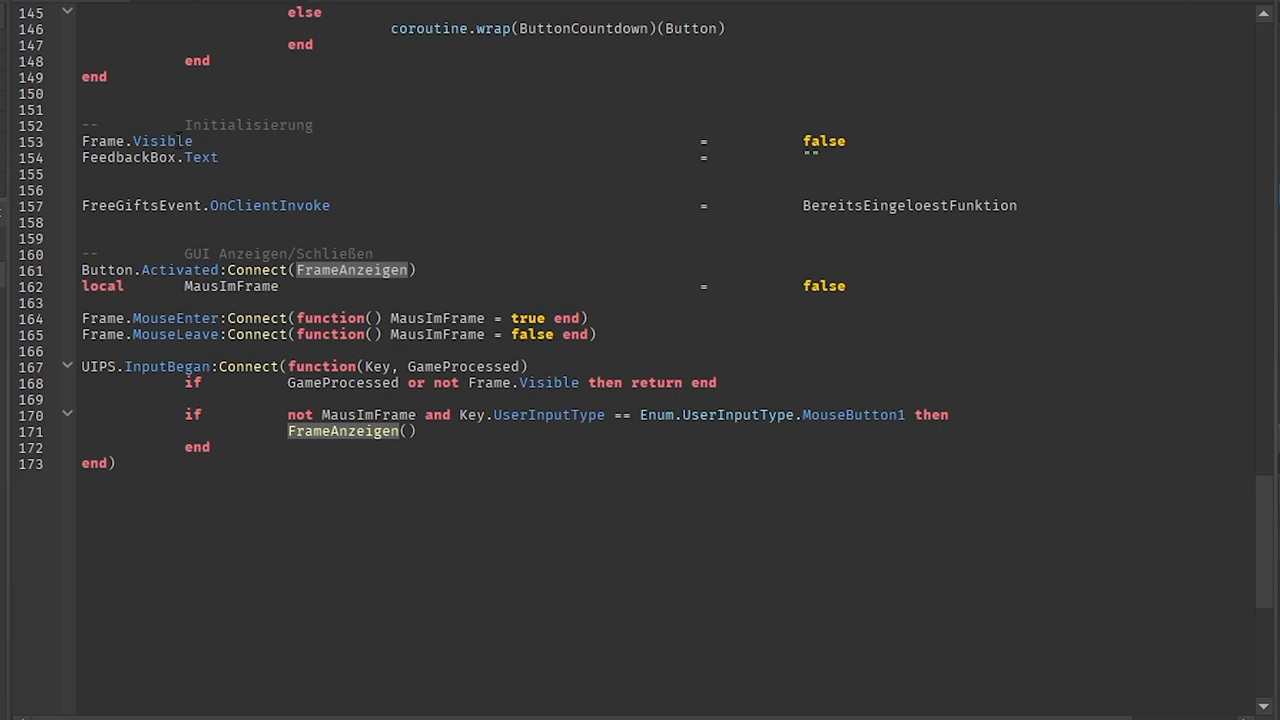 145 else
146 coroutine.wrap(ButtonCountdown)(Button)
147 end
148 end
149 end
150
151
152 -- Initialisierung
153 Frame.Visible = false
154 FeedbackBox.Text = ""
155
156
157 FreeGiftsEvent.OnClientInvoke = BereitsEingeloestFunktion
158
159
160 -- GUI Anzeigen/Schließen
161 Button.Activated:Connect(FrameAnzeigen)
162 local MausImFrame = false
163
164 Frame.MouseEnter:Connect(function() MausImFrame = true end)
165 Frame.MouseLeave:Connect(function() MausImFrame = false end)
166
167 UIPS.InputBegan:Connect(function(Key, GameProcessed)
168 if GameProcessed or not Frame.Visible then return end
169
170 if not MausImFrame and Key.UserInputType == Enum.UserInputType.MouseButton1 then
171 FrameAnzeigen()
172 end
173 end)